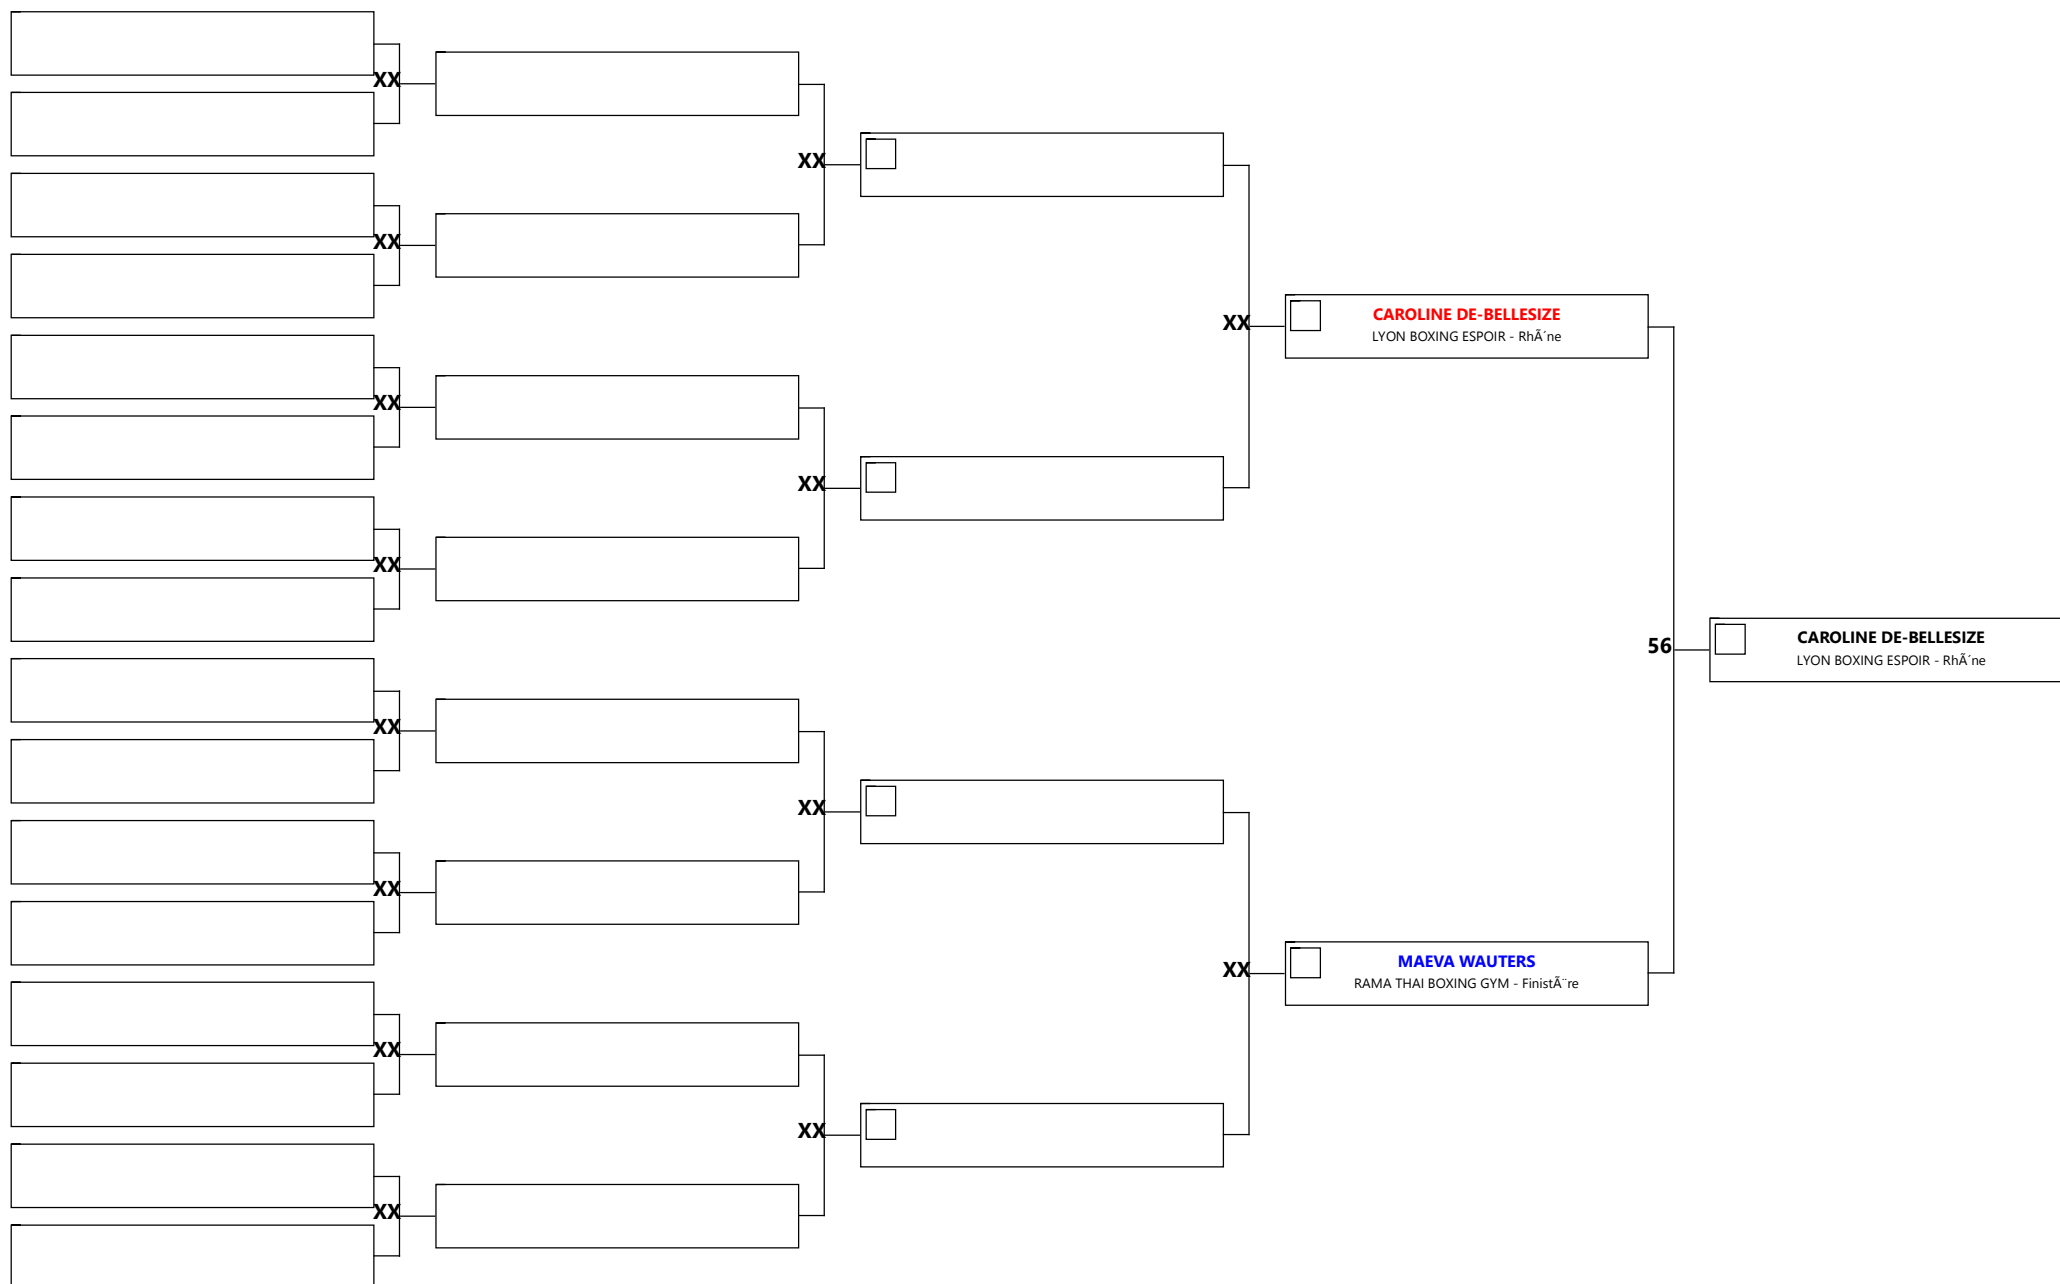 XX
XX
XX
XX
XX
XX
XX
XX
XX
XX
XX
XX
XX
CAROLINE DE-BELLESIZE
LYON BOXING ESPOIR - RhÃ´ne
XX
MAEVA WAUTERS
RAMA THAI BOXING GYM - FinistÃ¨re
56
CAROLINE DE-BELLESIZE
LYON BOXING ESPOIR - RhÃ´ne